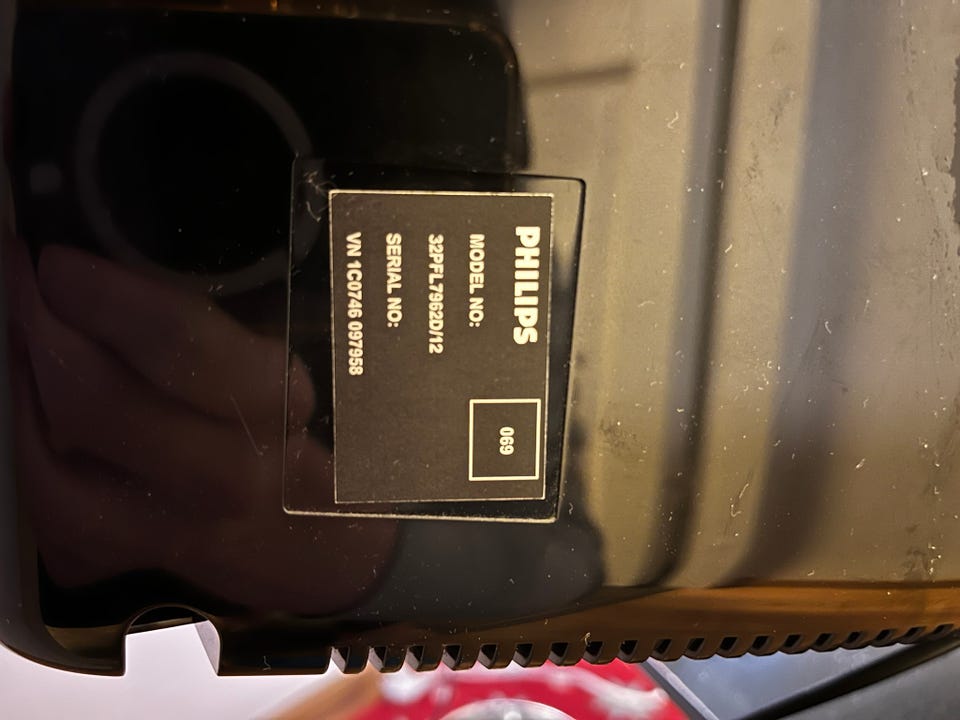 PHILIPS
MODEL NO:
32PFL7962D/12
SERIAL NO:
VN 1C0746 097958
069